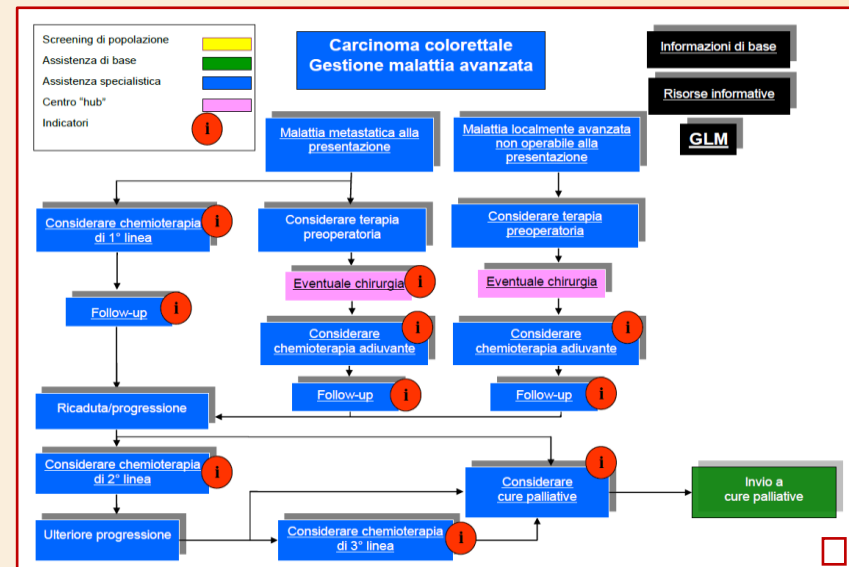 Screening di popolazione
Assistenza di base
Assistenza specialistica
Centro "hub"
Indicatori
i
Carcinoma colorettale
Gestione malattia avanzata
Informazioni di base
Risorse informative
GLM
Malattia metastatica alla
presentazione
Malattia localmente avanzata
non operabile alla
presentazione
Considerare chemioterapia
di 1° linea
i
Considerare terapia
preoperatoria
Considerare terapia
preoperatoria
Eventuale chirurgia
i
Eventuale chirurgia
Follow-up
i
Considerare
chemioterapia adiuvante
i
Considerare
chemioterapia adiuvante
i
Follow-up
i
Follow-up
i
Ricaduta/progressione
Considerare chemioterapia
di 2° linea
i
Considerare
cure palliative
i
Invio a
cure palliative
Ulteriore progressione
Considerare chemioterapia
di 3° linea
i